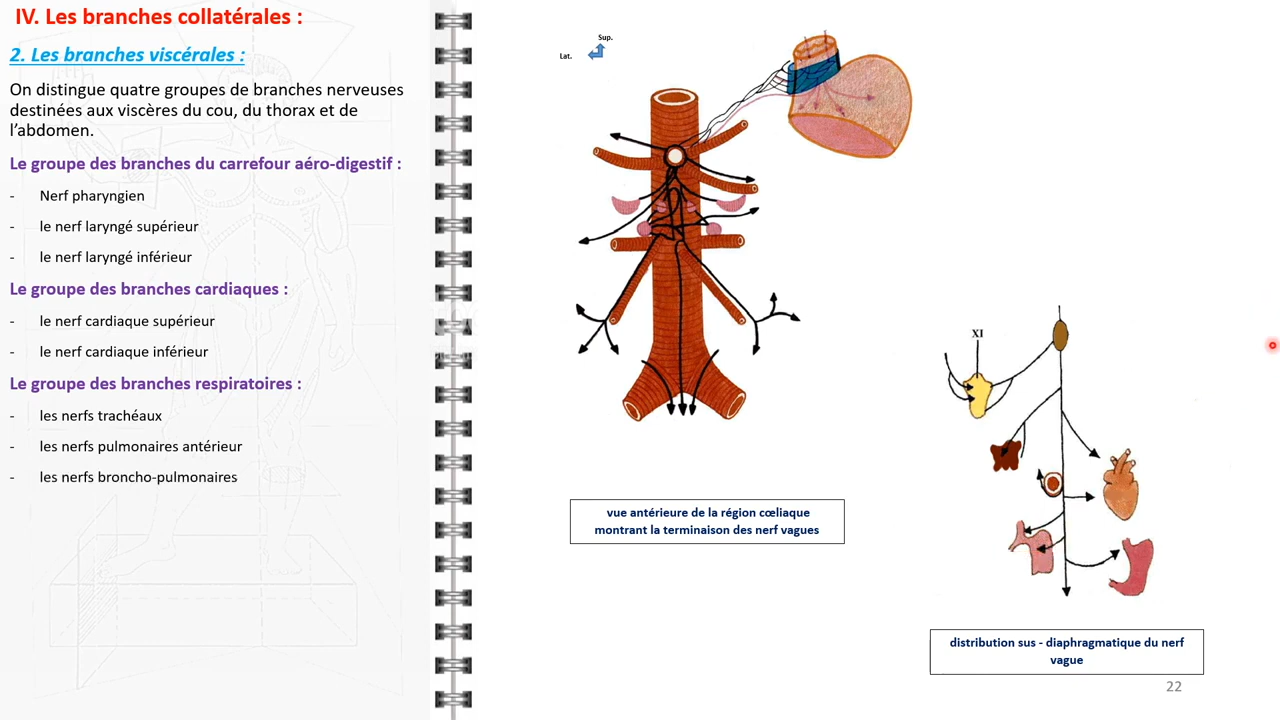 IV. Les branches collatérales :
2. Les branches viscérales :
On distingue quatre groupes de branches nerveuses
destinées aux viscères du cou, du thorax et de
l'abdomen.
Le groupe des branches du carrefour aéro-digestif :
- Nerf pharyngien
- le nerf laryngé supérieur
- le nerf laryngé inférieur
Le groupe des branches cardiaques :
- le nerf cardiaque supérieur
- le nerf cardiaque inférieur
Le groupe des branches respiratoires :
- les nerfs trachéaux
- les nerfs pulmonaires antérieur
- les nerfs broncho-pulmonaires
Sup.
Lat.
vue antérieure de la région cœliaque
montrant la terminaison des nerf vagues
XI
distribution sus - diaphragmatique du nerf
vague
22